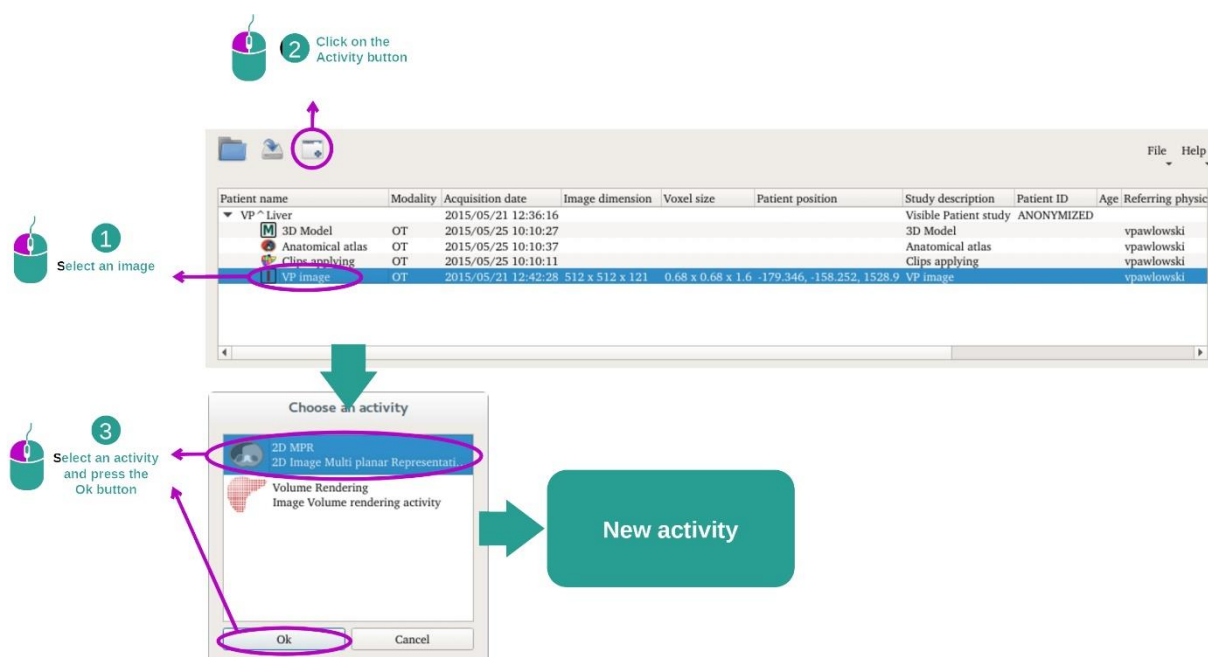 2 Click on the
Activity button
File Help
Patient name Modality Acquisition date Image dimension Voxel size Patient position Study description Patient ID Age Referring physic
VP^Liver 2015/05/21 12:36:16 Visible Patient study ANONYMIZED
M 3D Model OT 2015/05/25 10:10:27 3D Model vpawlowski
Anatomical atlas OT 2015/05/25 10:10:37 Anatomical atlas vpawlowski
Clips applying OT 2015/05/25 10:10:11 Clips applying vpawlowski
I VP image OT 2015/05/21 12:42:28 512 x 512 x 121 0.68 x 0.68 x 1.6 -179.346, -158.252, 1528.9 VP image vpawlowski
1
Select an image
Choose an activity
2D MPR
2D Image Multi planar Representati...
Volume Rendering
Image Volume rendering activity
Ok Cancel
3
Select an activity
and press the
Ok button
New activity